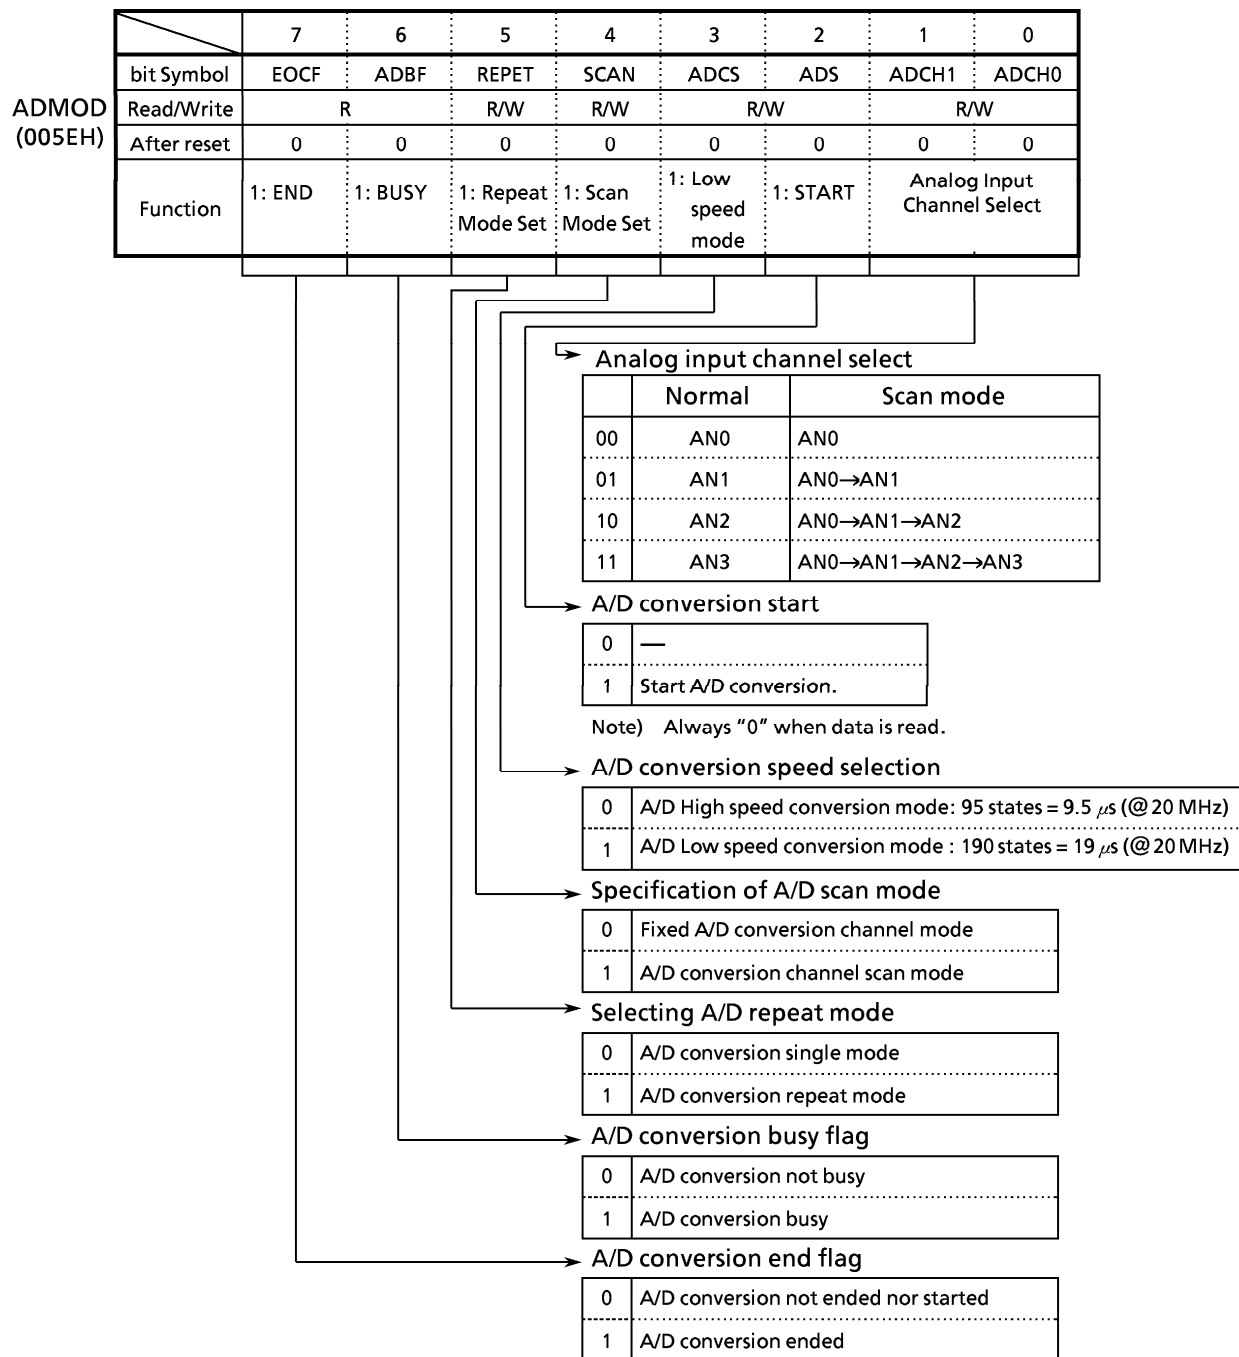 7 6 5 4 3 2 1 0
bit Symbol EOCF ADBF REPET SCAN ADCS ADS ADCH1 ADCH0
ADMOD
(005EH)
Read/Write R R/W R/W R/W R/W
After reset 0 0 0 0 0 0 0 0
Function
1: END
1: BUSY
1: Repeat
Mode Set
1: Scan
Mode Set
1: Low
speed
mode
1: START
Analog Input
Channel Select
Analog input channel select
Normal Scan mode
00 AN0 AN0
01 AN1 AN0→AN1
10 AN2 AN0→AN1→AN2
11 AN3 AN0→AN1→AN2→AN3
A/D conversion start
0 —
1 Start A/D conversion.
Note) Always "0" when data is read.
A/D conversion speed selection
0 A/D High speed conversion mode: 95 states = 9.5 μs (@ 20 MHz)
1 A/D Low speed conversion mode : 190 states = 19 μs (@ 20 MHz)
Specification of A/D scan mode
0 Fixed A/D conversion channel mode
1 A/D conversion channel scan mode
Selecting A/D repeat mode
0 A/D conversion single mode
1 A/D conversion repeat mode
A/D conversion busy flag
0 A/D conversion not busy
1 A/D conversion busy
A/D conversion end flag
0 A/D conversion not ended nor started
1 A/D conversion ended